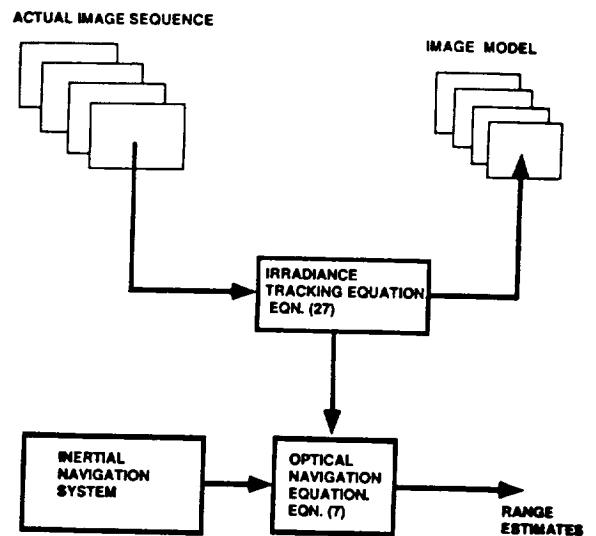 ACTUAL IMAGE SEQUENCE
IMAGE MODEL
IRRADIANCE
TRACKING EQUATION
EQN. (27)
INERTIAL
NAVIGATION
SYSTEM
OPTICAL
NAVIGATION
EQUATION.
EQN. (7)
RANGE
ESTIMATES